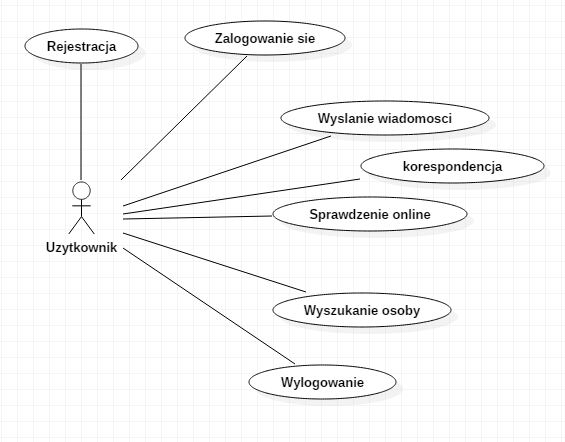 Rejestracja
Zalogowanie sie
Wyslanie wiadomosci
korespondencja
Sprawdzenie online
Uzytkownik
Wyszukanie osoby
Wylogowanie